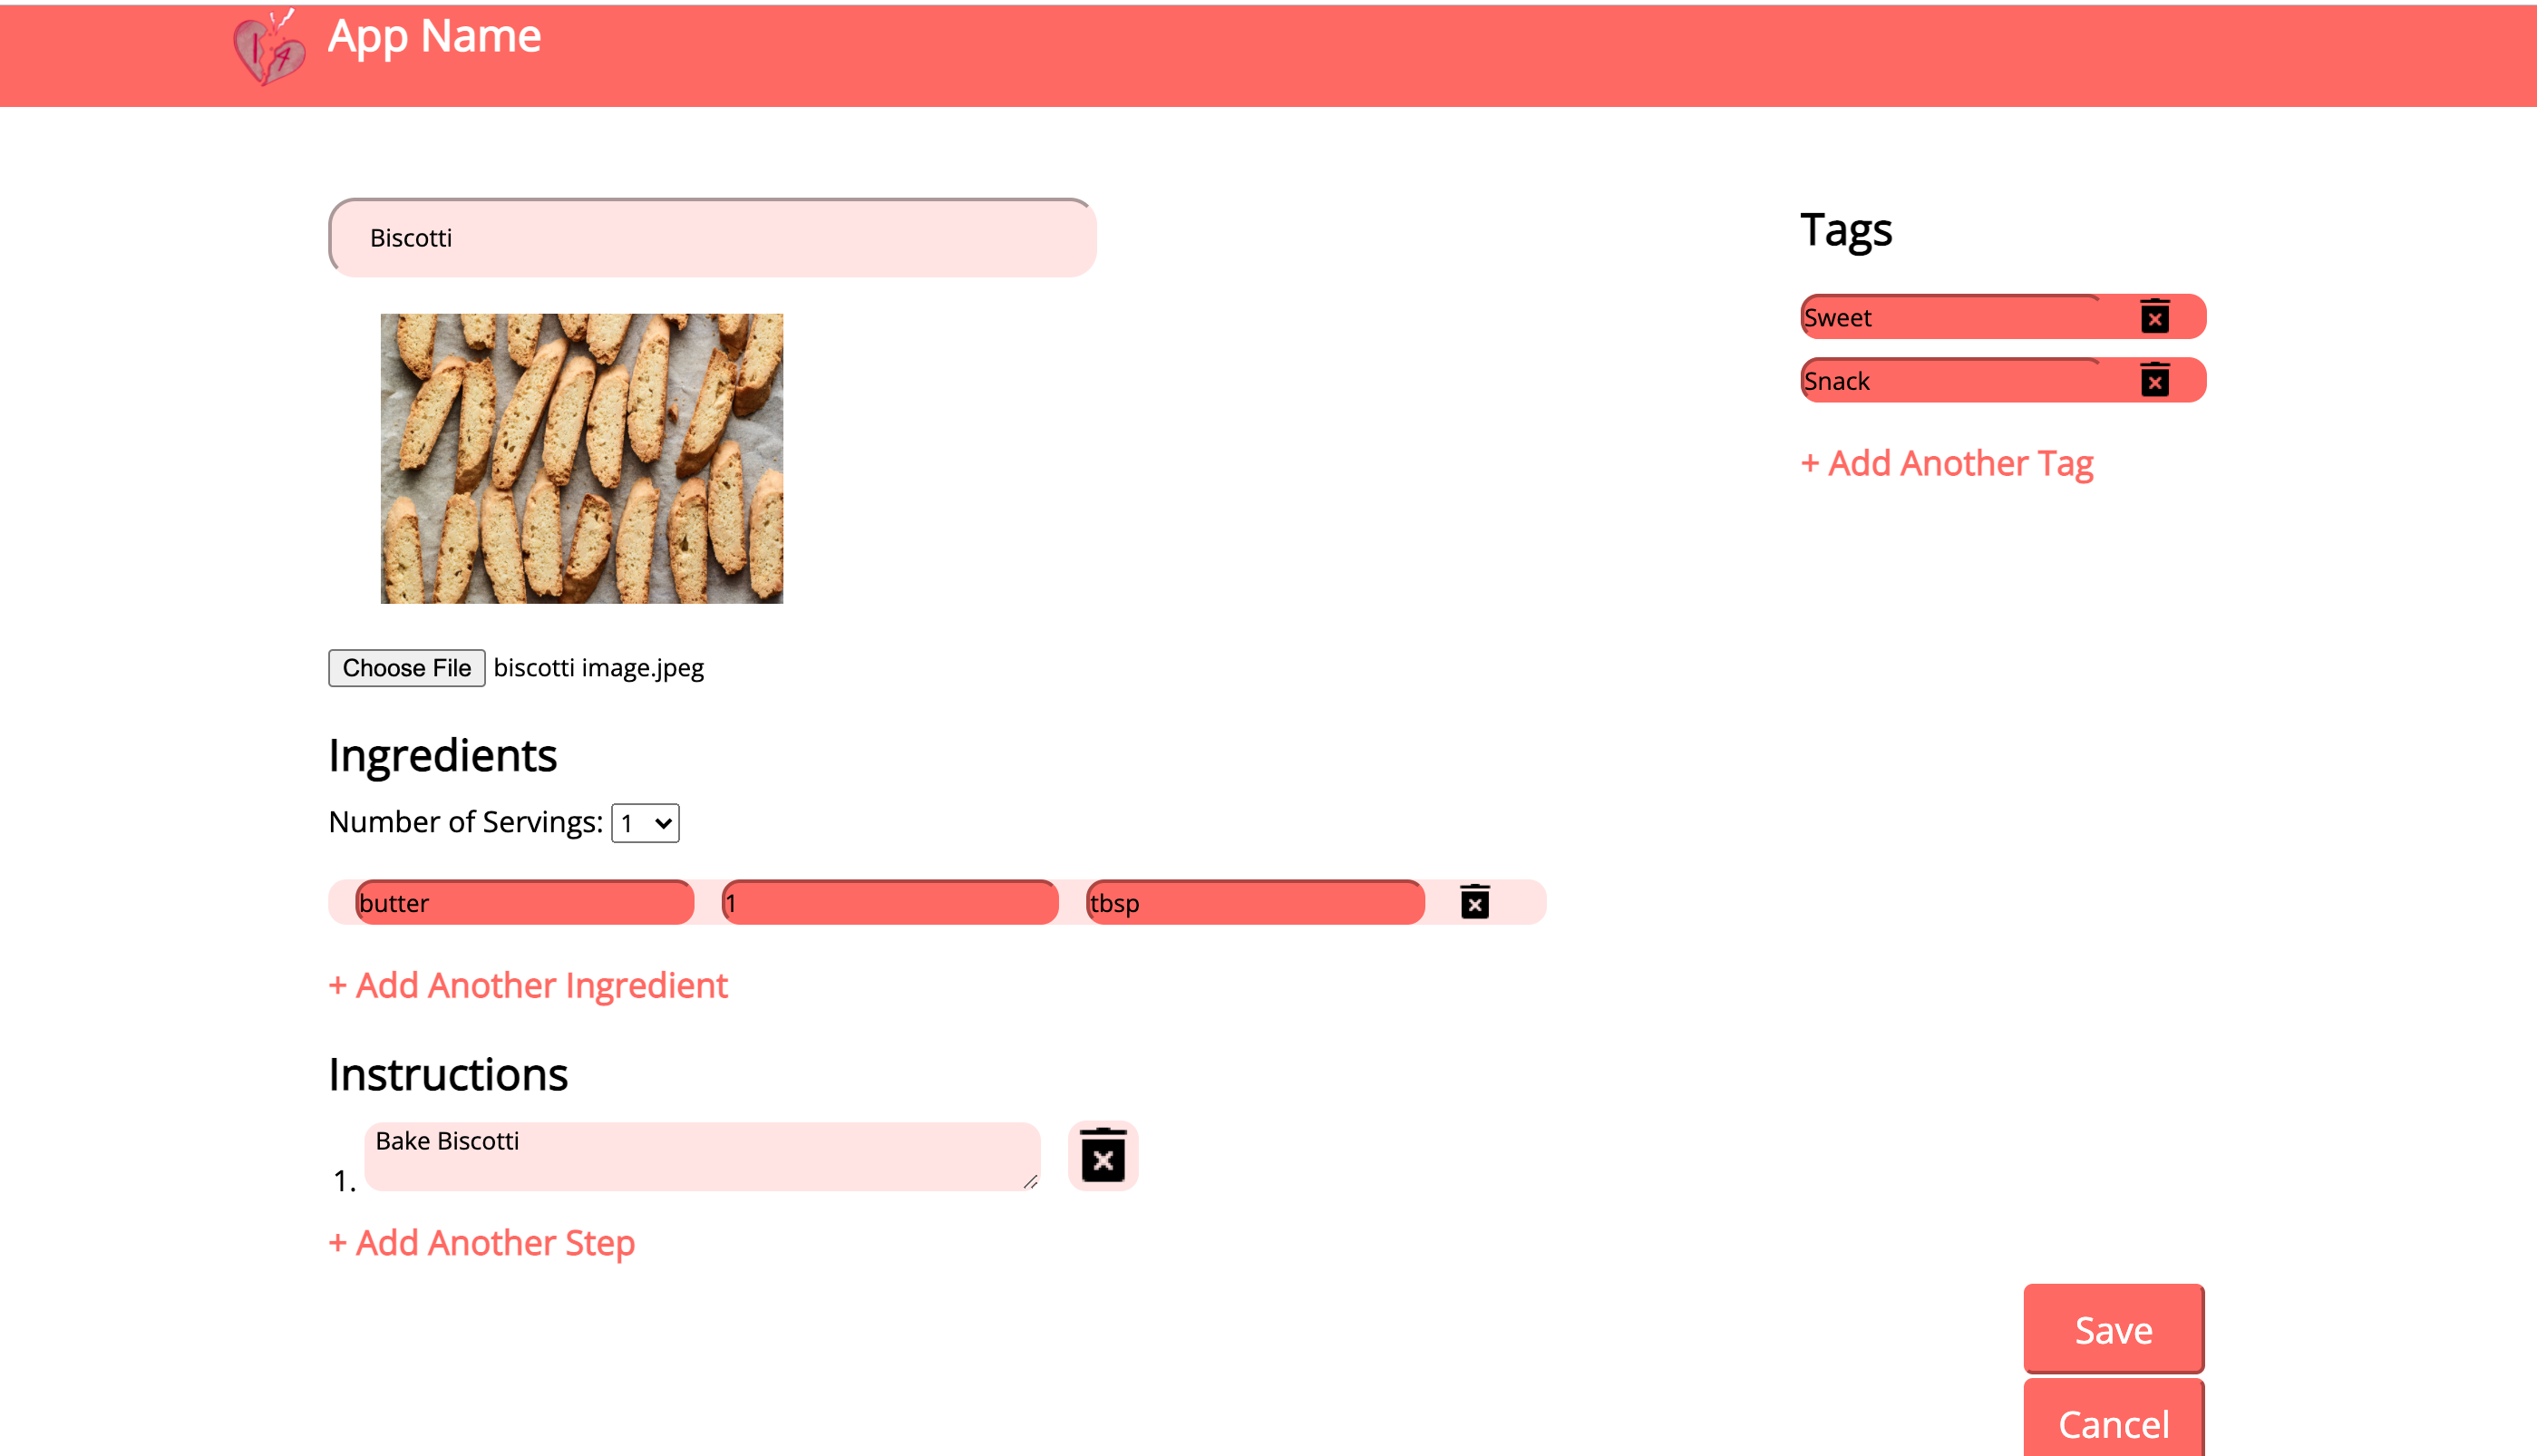 App Name
Biscotti
Choose File biscotti image.jpeg
Ingredients
Number of Servings: 1
butter 1 tbsp
+ Add Another Ingredient
Instructions
1. Bake Biscotti
+ Add Another Step
Tags
Sweet
Snack
+ Add Another Tag
Save
Cancel